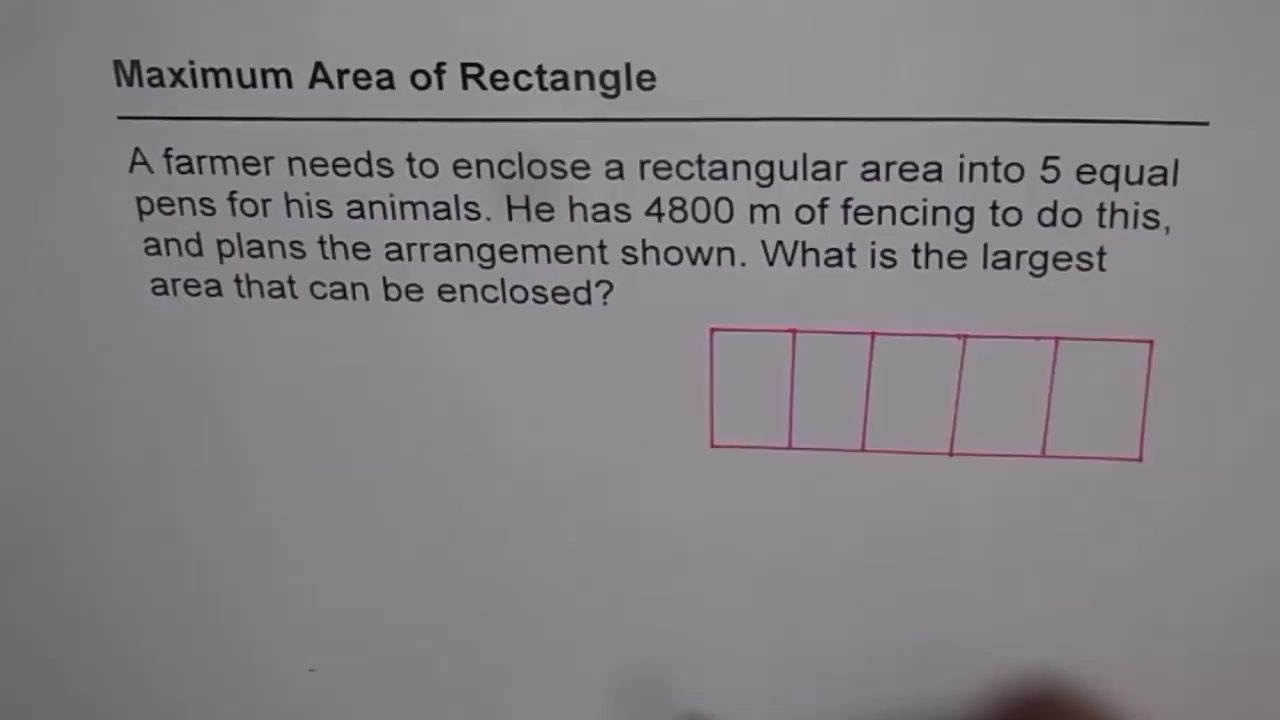 Maximum Area of Rectangle
A farmer needs to enclose a rectangular area into 5 equal
pens for his animals. He has 4800 m of fencing to do this,
and plans the arrangement shown. What is the largest
area that can be enclosed?